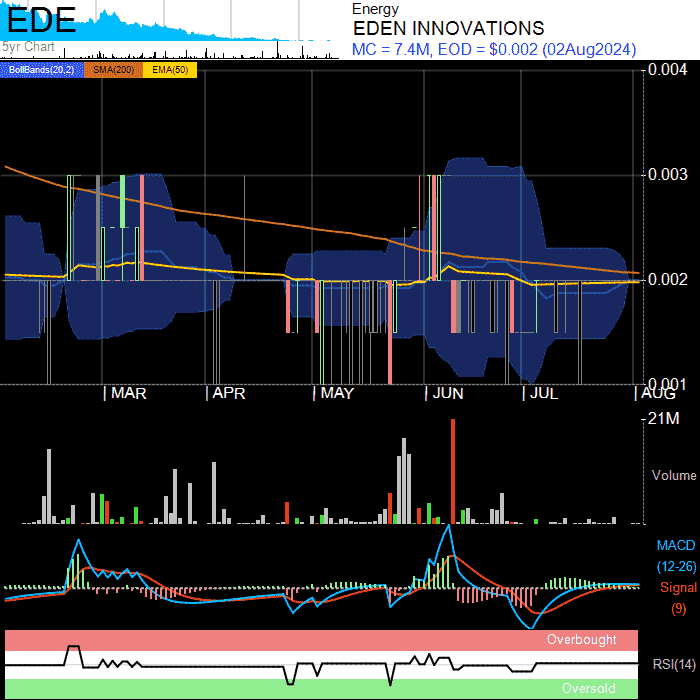 EDE
5yr Chart
Energy
EDEN INNOVATIONS
MC = 7.4M, EOD = $0.002 (02Aug2024)
BollBands(20,2) SMA(200) EMA(50)
0.004
0.003
0.002
0.001
MAR APR MAY JUN JUL AUG
21M
Volume
MACD
(12-26)
Signal
(9)
Overbought
RSI(14)
Oversold